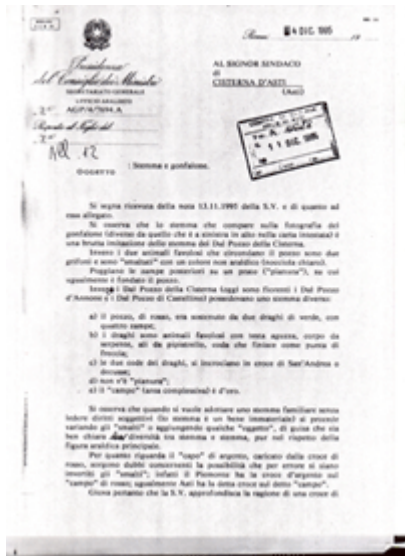 Roma 4 DIC. 1995 19
Presidenza
del Consiglio dei Ministri
SEGRETARIATO GENERALE
UFFICIO ARALDICO
AL SIGNOR SINDACO
di
CISTERNA D'ASTI
(Asti)
11 DIC. 1995
All. 12
OGGETTO : Stemma e gonfalone.
Si segna ricevuta della nota 13.11.1995 della S.V. e di quanto ad
esso allegato.
Si osserva che lo stemma che compare sulla fotografia del
gonfalone (diverso da quello che è a sinistra in alto nella carta intestata) è
una brutta imitazione dello stemma dei Dal Pozzo della Cisterna.
Invero i due animali favolosi che circondano il pozzo sono due
grifoni e sono "smaltati" con un colore non araldico (nocciola chiaro).
Poggiano le zampe posteriori su un prato ("pianura"), su cui
ugualmente è fondato il pozzo.
Invece i Dal Pozzo della Cisterna (oggi sono fiorenti i Dal Pozzo
d'Annone e i Dal Pozzo di Castellino) possedevano uno stemma diverso:
a) il pozzo, di rosso, era sostenuto da due draghi di verde, con
quattro zampe;
b) i draghi sono animali favolosi con testa aguzza, corpo da
serpente, ali da pipistrello, coda che finisce come punta di
freccia;
c) le due code dei draghi, si incrociano in croce di Sant'Andrea o
decusse;
d) non v'è "pianura";
e) il "campo" (area complessiva) è d'oro.
Si osserva che quando si vuole adottare uno stemma familiare senza
ledere diritti soggettivi (lo stemma è un bene immateriale) si procede
variando gli "smalti" o aggiungendo qualche "oggetto", di guisa che sia
ben chiara diversità tra stemma e stemma, pur nel rispetto della
figura araldica principale.
Per quanto riguarda il "capo" di argento, caricato dalla croce di
rosso, sorgono dubbi concernenti la possibilità che per errore si siano
invertiti gli "smalti"; infatti il Piemonte ha la croce d'argento sul
"campo" di rosso; ugualmente Asti ha la detta croce sul detto "campo".
Giova pertanto che la S.V. approfondisca la ragione di una croce di